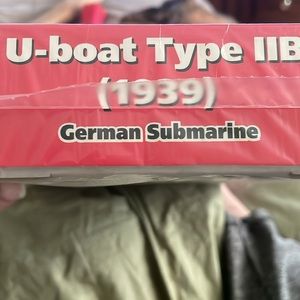 U-boat Type IIB
(1939)
German Submarine